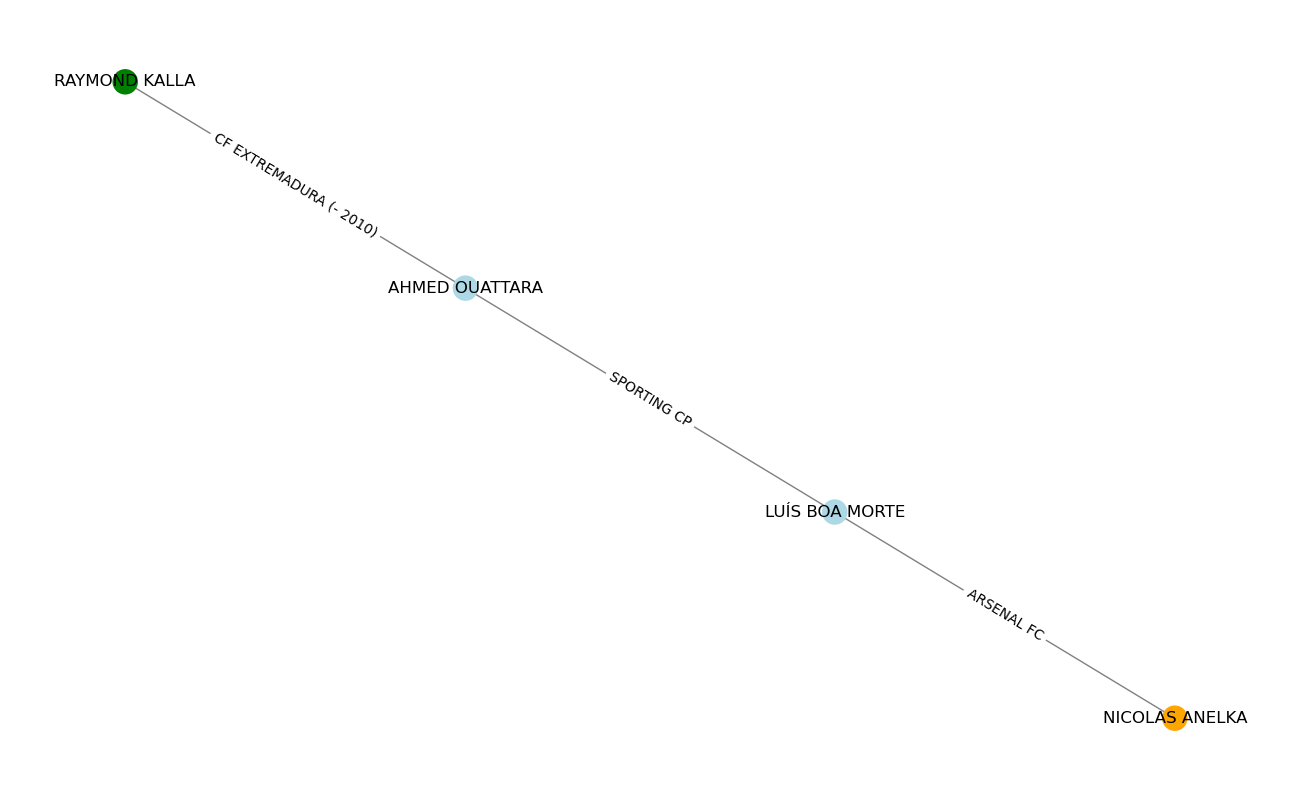 RAYMOND KALLA
CF EXTREMADURA (- 2010)
AHMED OUATTARA
SPORTING CP
LUÍS BOA MORTE
ARSENAL FC
NICOLAS ANELKA